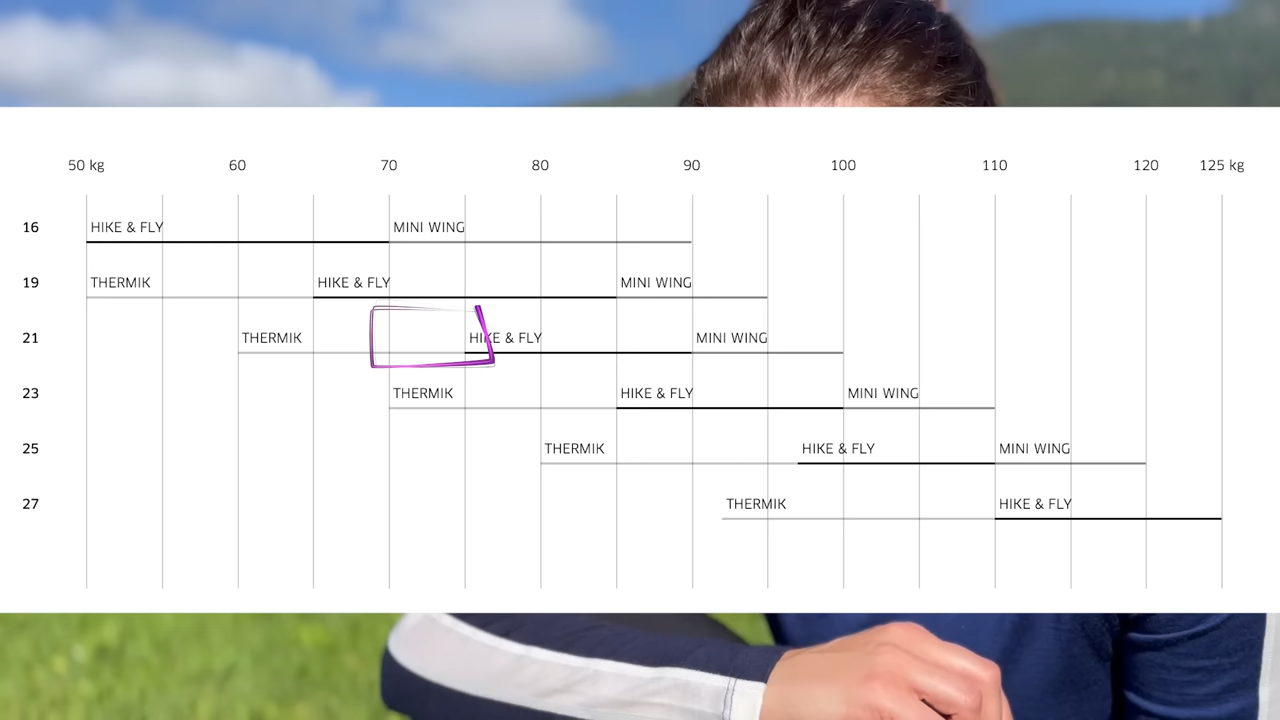 50 kg 60 70 80 90 100 110 120 125 kg
16 HIKE & FLY MINI WING
19 THERMIK HIKE & FLY MINI WING
21 THERMIK HIKE & FLY MINI WING
23 THERMIK HIKE & FLY MINI WING
25 THERMIK HIKE & FLY MINI WING
27 THERMIK HIKE & FLY